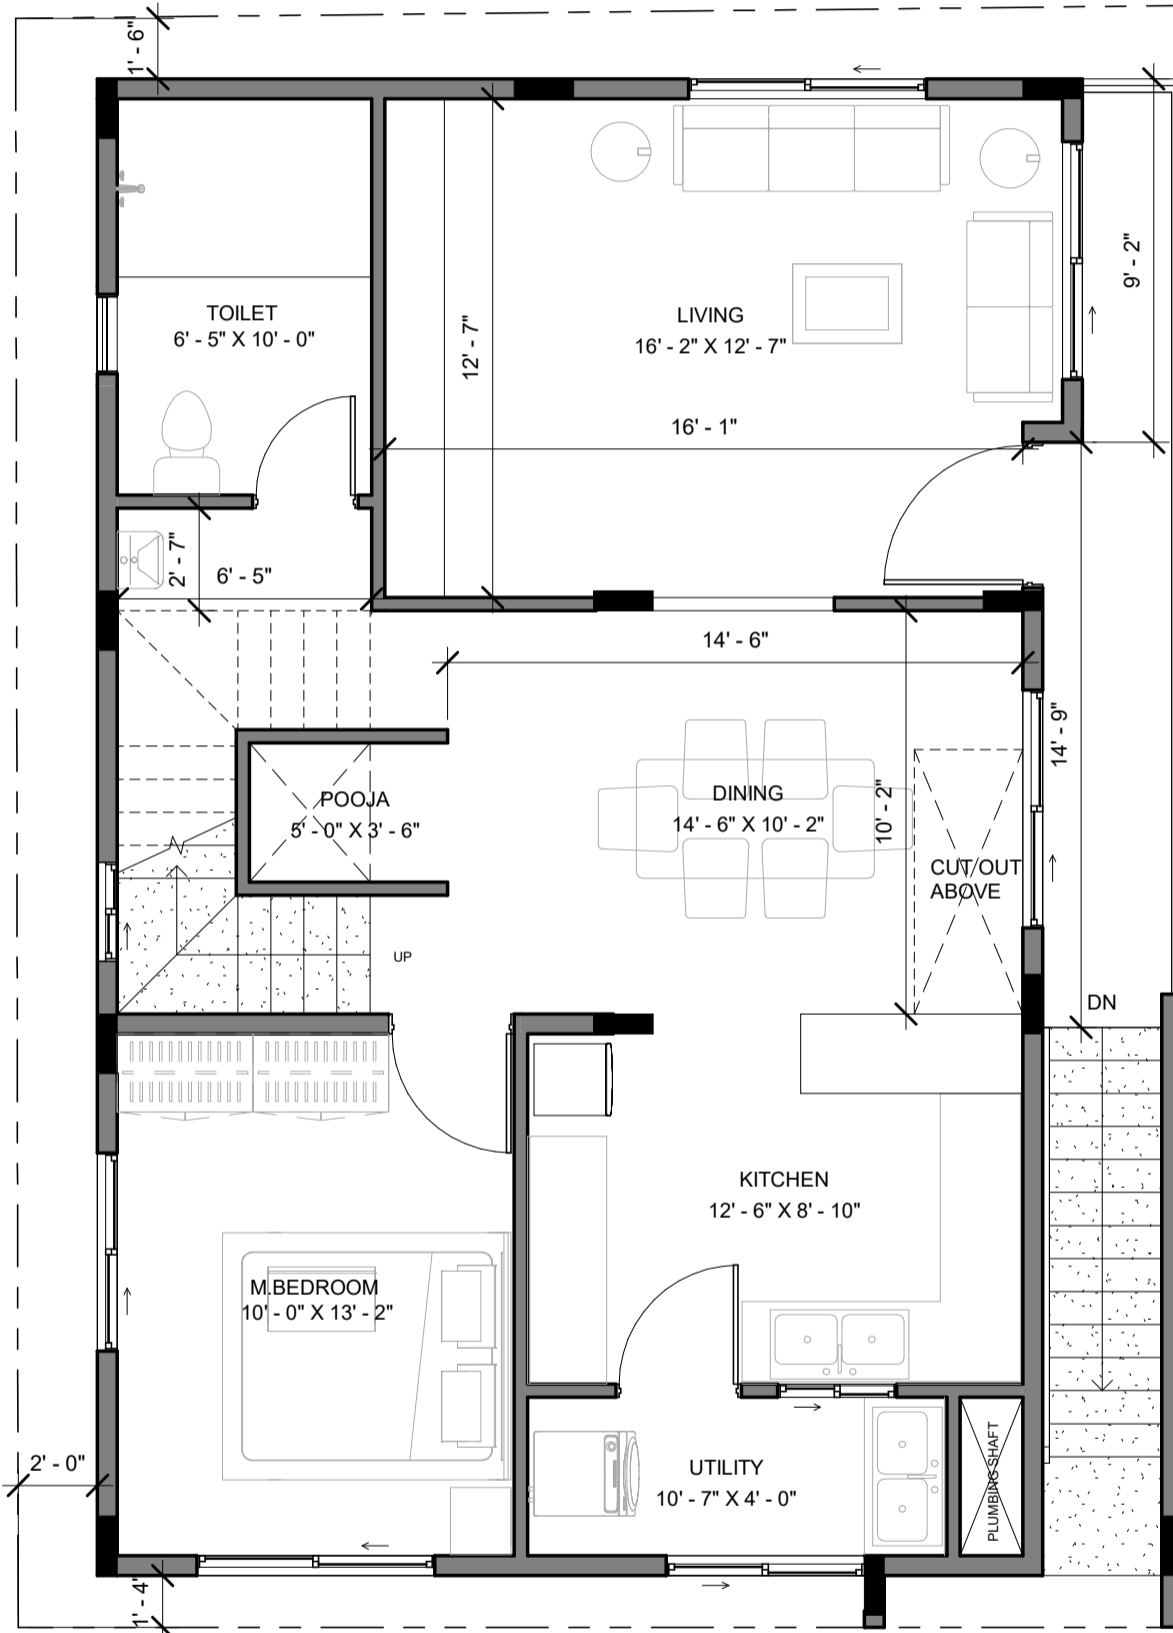 1' - 6"
TOILET
6' - 5" X 10' - 0"
12' - 7"
LIVING
16' - 2" X 12' - 7"
9' - 2"
16' - 1"
2' - 7"
6' - 5"
14' - 6"
14' - 9"
POOJA
5' - 0" X 3' - 6"
DINING
14' - 6" X 10' - 2"
10' - 2"
CUT/OUT
ABOVE
UP
DN
KITCHEN
12' - 6" X 8' - 10"
M.BEDROOM
10' - 0" X 13' - 2"
2' - 0"
UTILITY
10' - 7" X 4' - 0"
PLUMBING SHAFT
1' - 4"